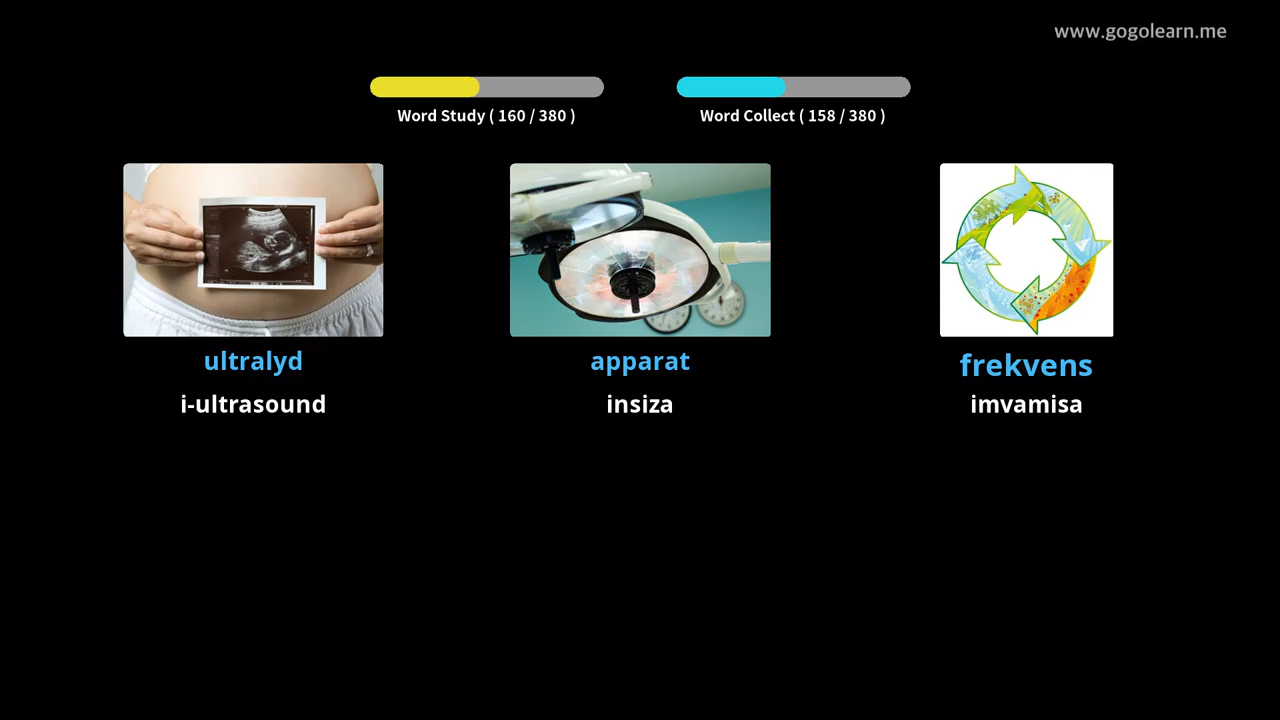 www.gogolearn.me
Word Study ( 160 / 380 )
Word Collect ( 158 / 380 )
ultralyd
apparat
frekvens
i-ultrasound
insiza
imvamisa